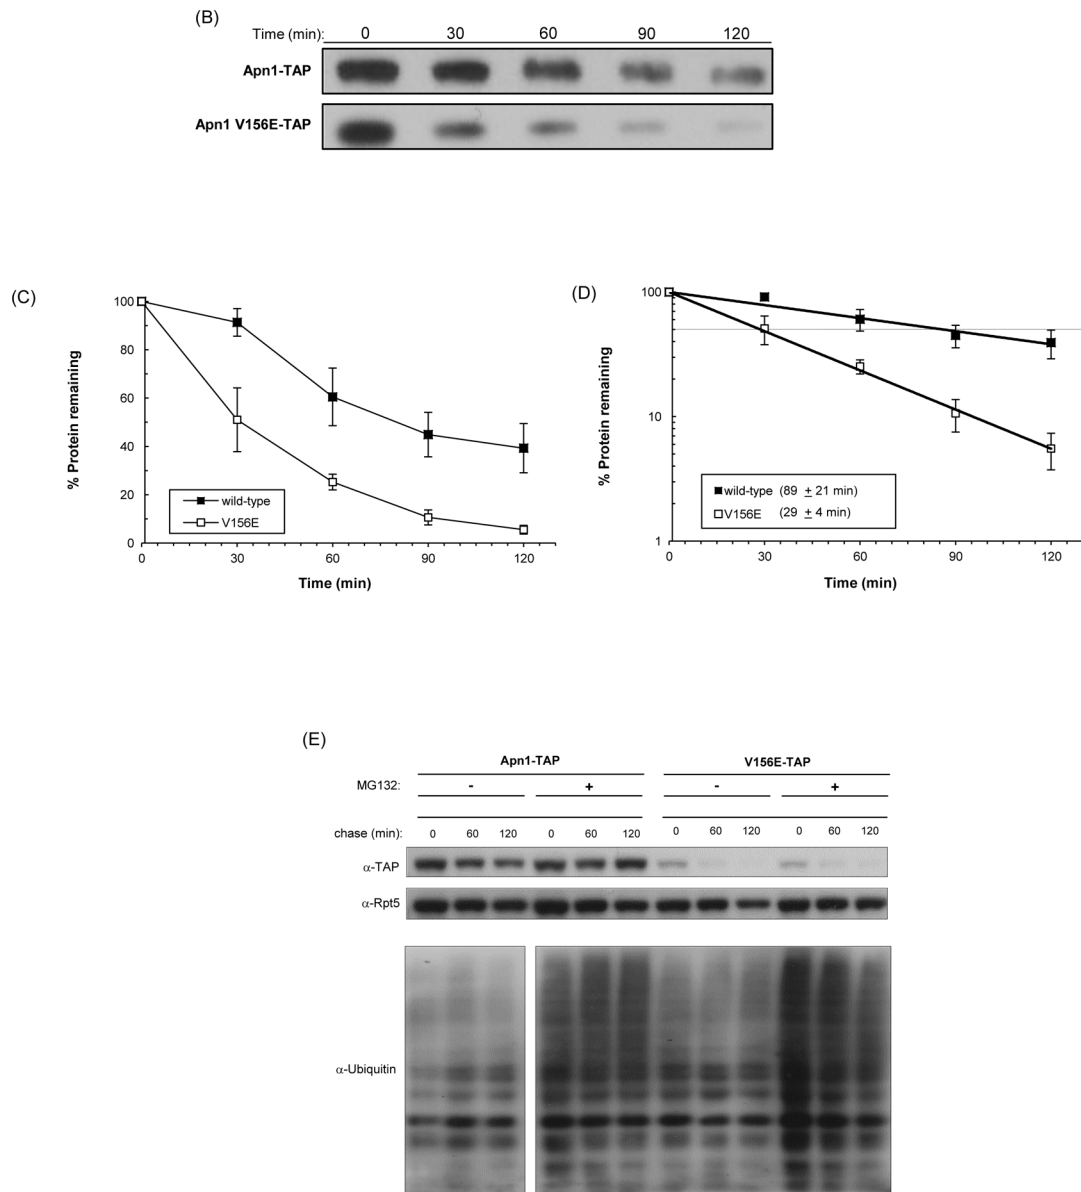 (B)
Time (min): 0 30 60 90 120
Apn1-TAP
Apn1 V156E-TAP
(C)
% Protein remaining
100
80
60
40
20
0
wild-type
V156E
0 30 60 90 120
Time (min)
(D)
% Protein remaining
100
10
1
wild-type (89 ± 21 min)
V156E (29 ± 4 min)
0 30 60 90 120
Time (min)
(E)
Apn1-TAP V156E-TAP
MG132: - + - +
chase (min): 0 60 120 0 60 120 0 60 120 0 60 120
α-TAP
α-Rpt5
α-Ubiquitin